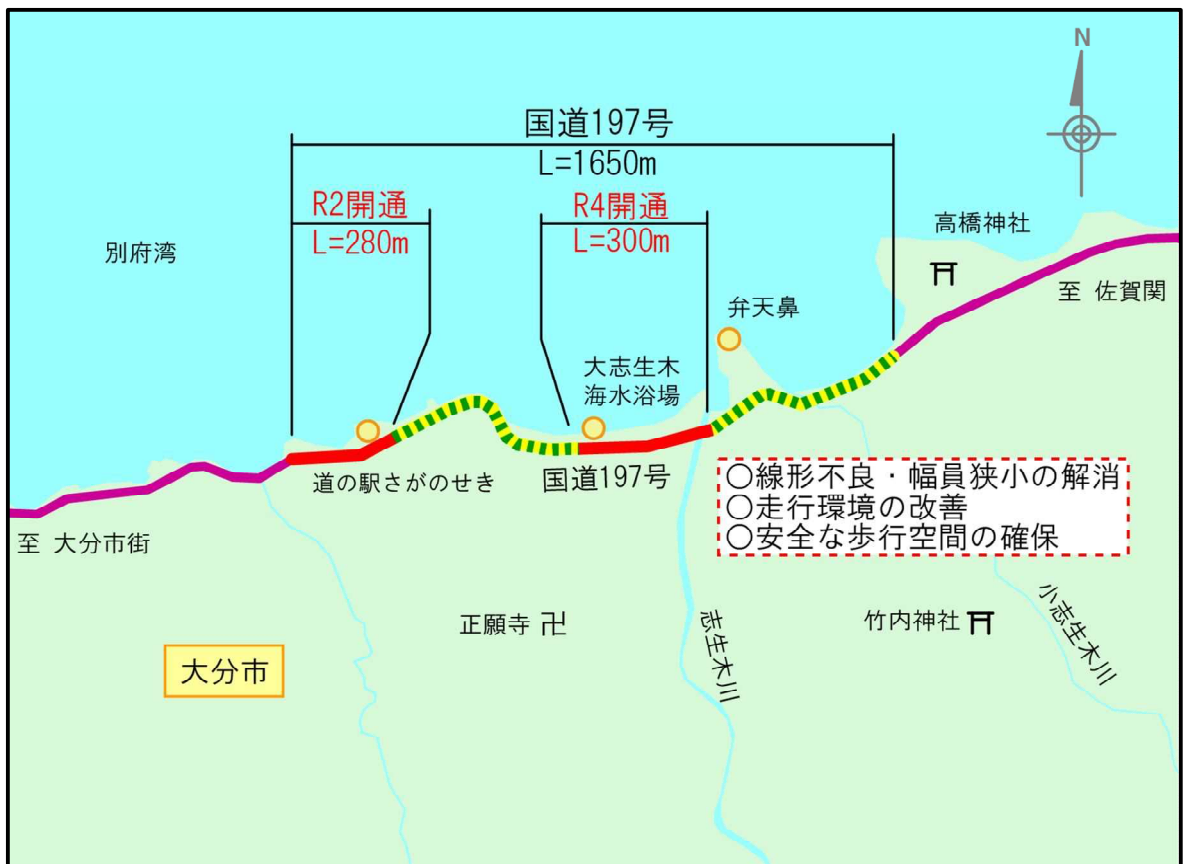 N
国道197号
L=1650m
R2開通
L=280m
R4開通
L=300m
高橋神社
別府湾
至 佐賀関
弁天鼻
大志生木
海水浴場
道の駅さがのせき
国道197号
○線形不良・幅員狭小の解消
○走行環境の改善
○安全な歩行空間の確保
至 大分市街
正願寺
志生木川
竹内神社
小志生木川
大分市